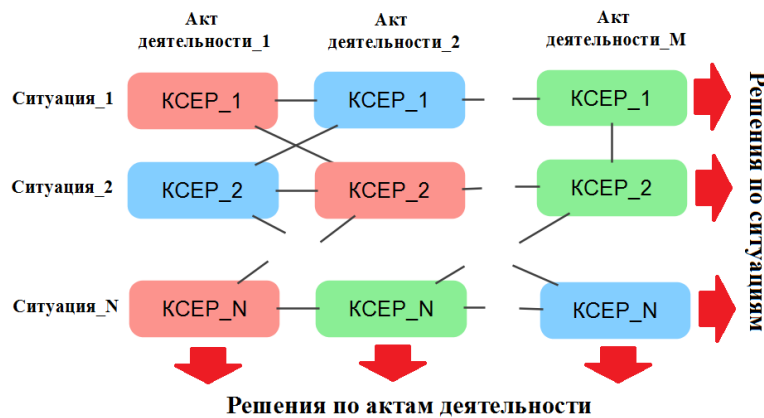 Акт
деятельности_1
Акт
деятельности_2
Акт
деятельности_М
Ситуация_1
КСЕР_1
КСЕР_1
КСЕР_1
Ситуация_2
КСЕР_2
КСЕР_2
КСЕР_2
Ситуация_N
КСЕР_N
КСЕР_N
КСЕР_N
Решения по ситуациям
Решения по актам деятельности